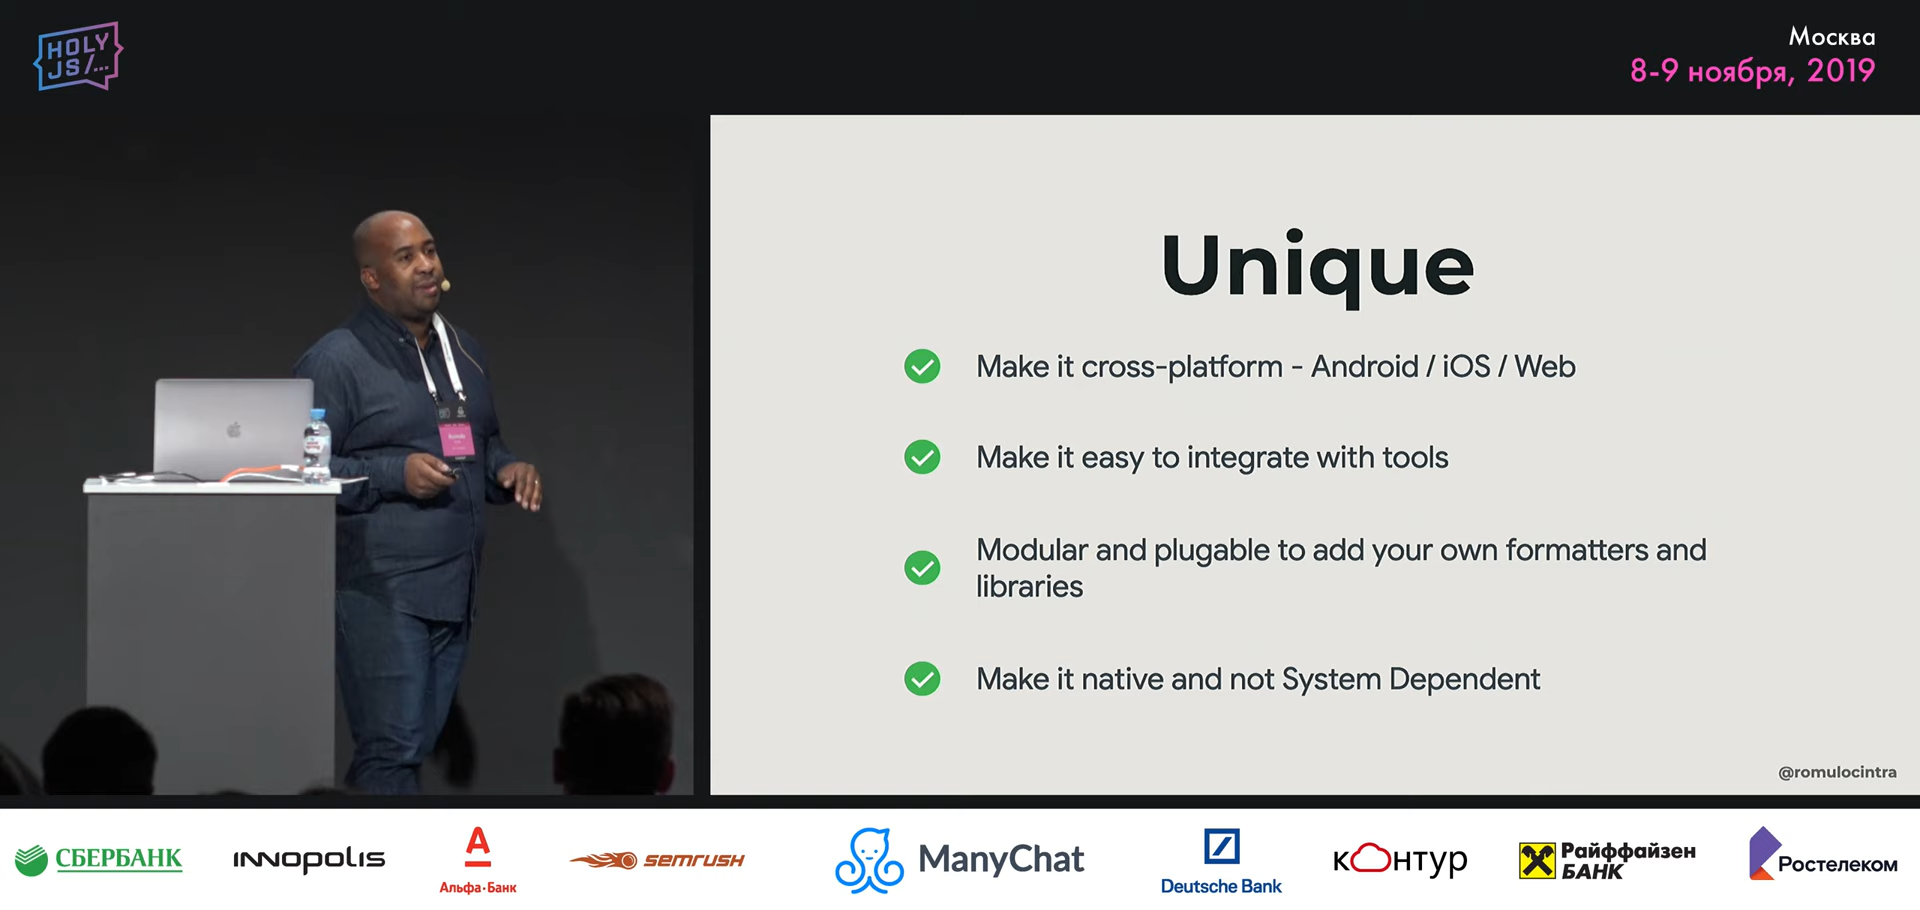 HOLY
JS/...
Москва
8-9 ноября, 2019
Unique
Make it cross-platform - Android / iOS / Web
Make it easy to integrate with tools
Modular and plugable to add your own formatters and
libraries
Make it native and not System Dependent
@romulocintra
СБЕРБАНК
INNOPOLIS
Альфа·Банк
semrush
ManyChat
Deutsche Bank
контур
Райффайзен
БАНК
Ростелеком